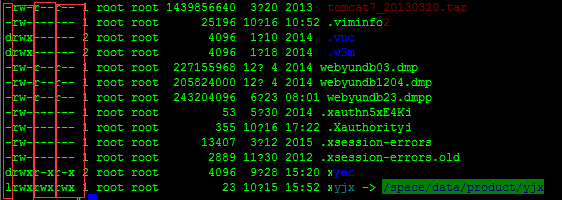 -rw-r--r-- 1 root root 1439856640 3?20 2013 tomcat7_20130320.tar
-rw------- 1 root root 25196 10?16 10:52 .viminfo2
drwx------ 2 root root 4096 1?10 2014 .vnc
drwx------ 2 root root 4096 1?18 2014 .w3m
-rw-r--r-- 1 root root 227155968 12? 4 2014 webyundb03.dmp
-rw-r--r-- 1 root root 205824000 12? 4 2014 webyundb1204.dmp
-rw-r--r-- 1 root root 243204096 6?23 08:01 webyundb23.dmpp
-rw------- 1 root root 53 5?30 2014 .xauthn5xE4Ki
-rw------- 1 root root 355 10?16 17:22 .Xauthorityi
-rw-r--r-- 1 root root 13407 3?12 2015 .xsession-errors
-rw------- 1 root root 2889 11?30 2012 .xsession-errors.old
drwxr-xr-x 2 root root 4096 9?28 15:20 xyec
lrwxrwxrwx 1 root root 23 10?15 15:52 xyjx -> /space/data/product/yjx